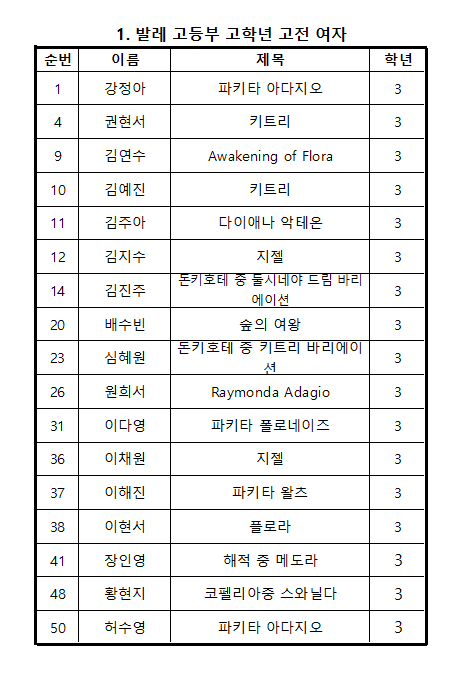 1. 발레 고등부 고학년 고전 여자
순번 이름 제목 학년
1 강정아 파키타 아다지오 3
4 권현서 키트리 3
9 김연수 Awakening of Flora 3
10 김예진 키트리 3
11 김주아 다이애나 악테온 3
12 김지수 지젤 3
14 김진주 돈키호테 중 둘시네야 드림 바리
에이션 3
20 배수빈 숲의 여왕 3
23 심혜원 돈키호테 중 키트리 바리에이
션 3
26 원희서 Raymonda Adagio 3
31 이다영 파키타 폴로네이즈 3
36 이채원 지젤 3
37 이해진 파키타 왈츠 3
38 이현서 플로라 3
41 장인영 해적 중 메도라 3
48 황현지 코펠리아중 스와닐다 3
50 허수영 파키타 아다지오 3